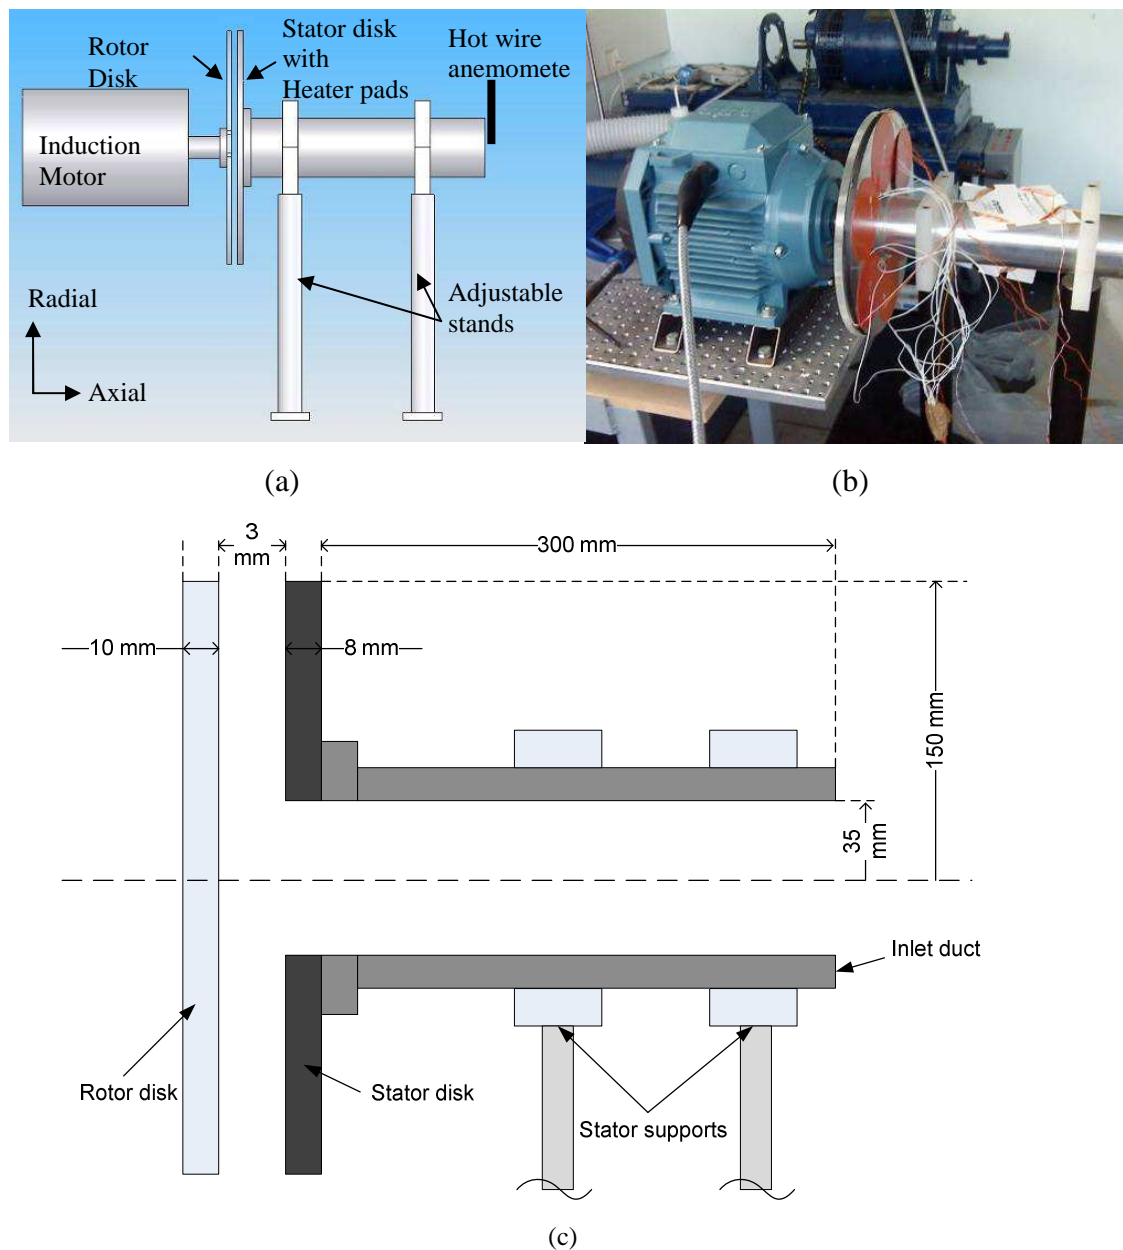 Rotor
Disk
Stator disk
with
Heater pads
Hot wire
anemomete
Induction
Motor
Radial
Axial
Adjustable
stands
(a)
(b)
3
mm
300 mm
10 mm
8 mm
150 mm
35
mm
Inlet duct
Rotor disk
Stator disk
Stator supports
(c)